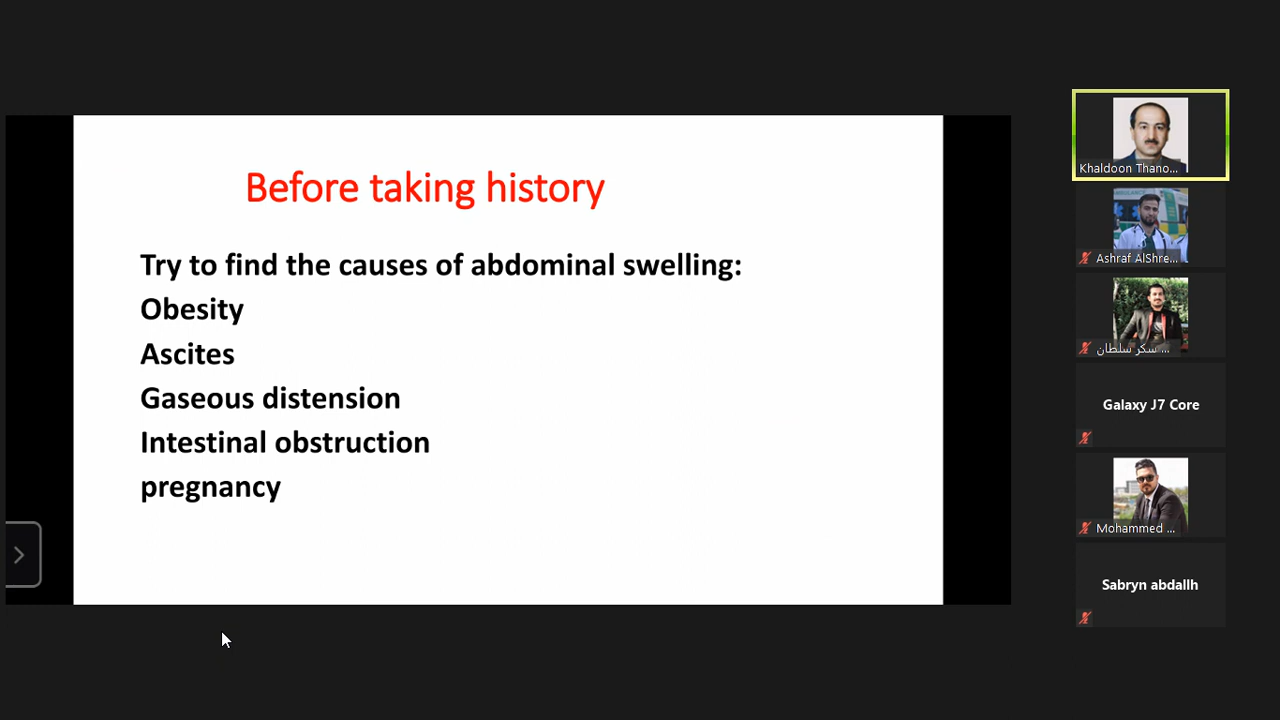 Before taking history
Try to find the causes of abdominal swelling:
Obesity
Ascites
Gaseous distension
Intestinal obstruction
pregnancy
Khaldoon Thano...
Ashraf AlShre...
سكر سلطان ...
Galaxy J7 Core
Mohammed ...
Sabryn abdallh